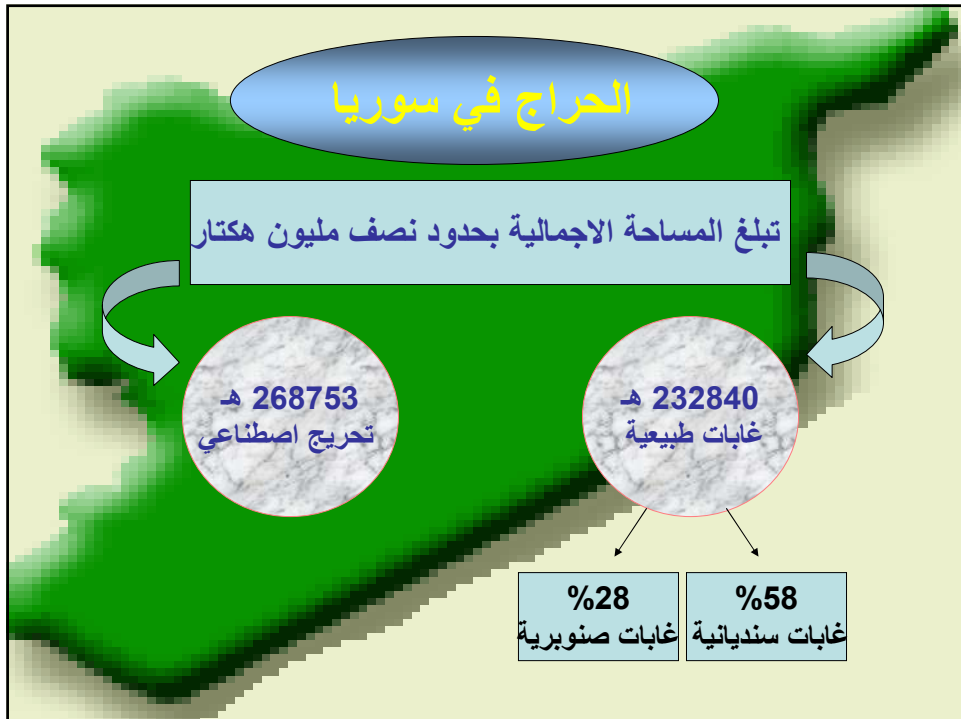 الحراج في سوريا
تبلغ المساحة الاجمالية بحدود نصف مليون هكتار
232840 هـ
غابات طبيعية
268753 هـ
تحريج اصطناعي
%58
غابات سنديانية
%28
غابات صنوبرية